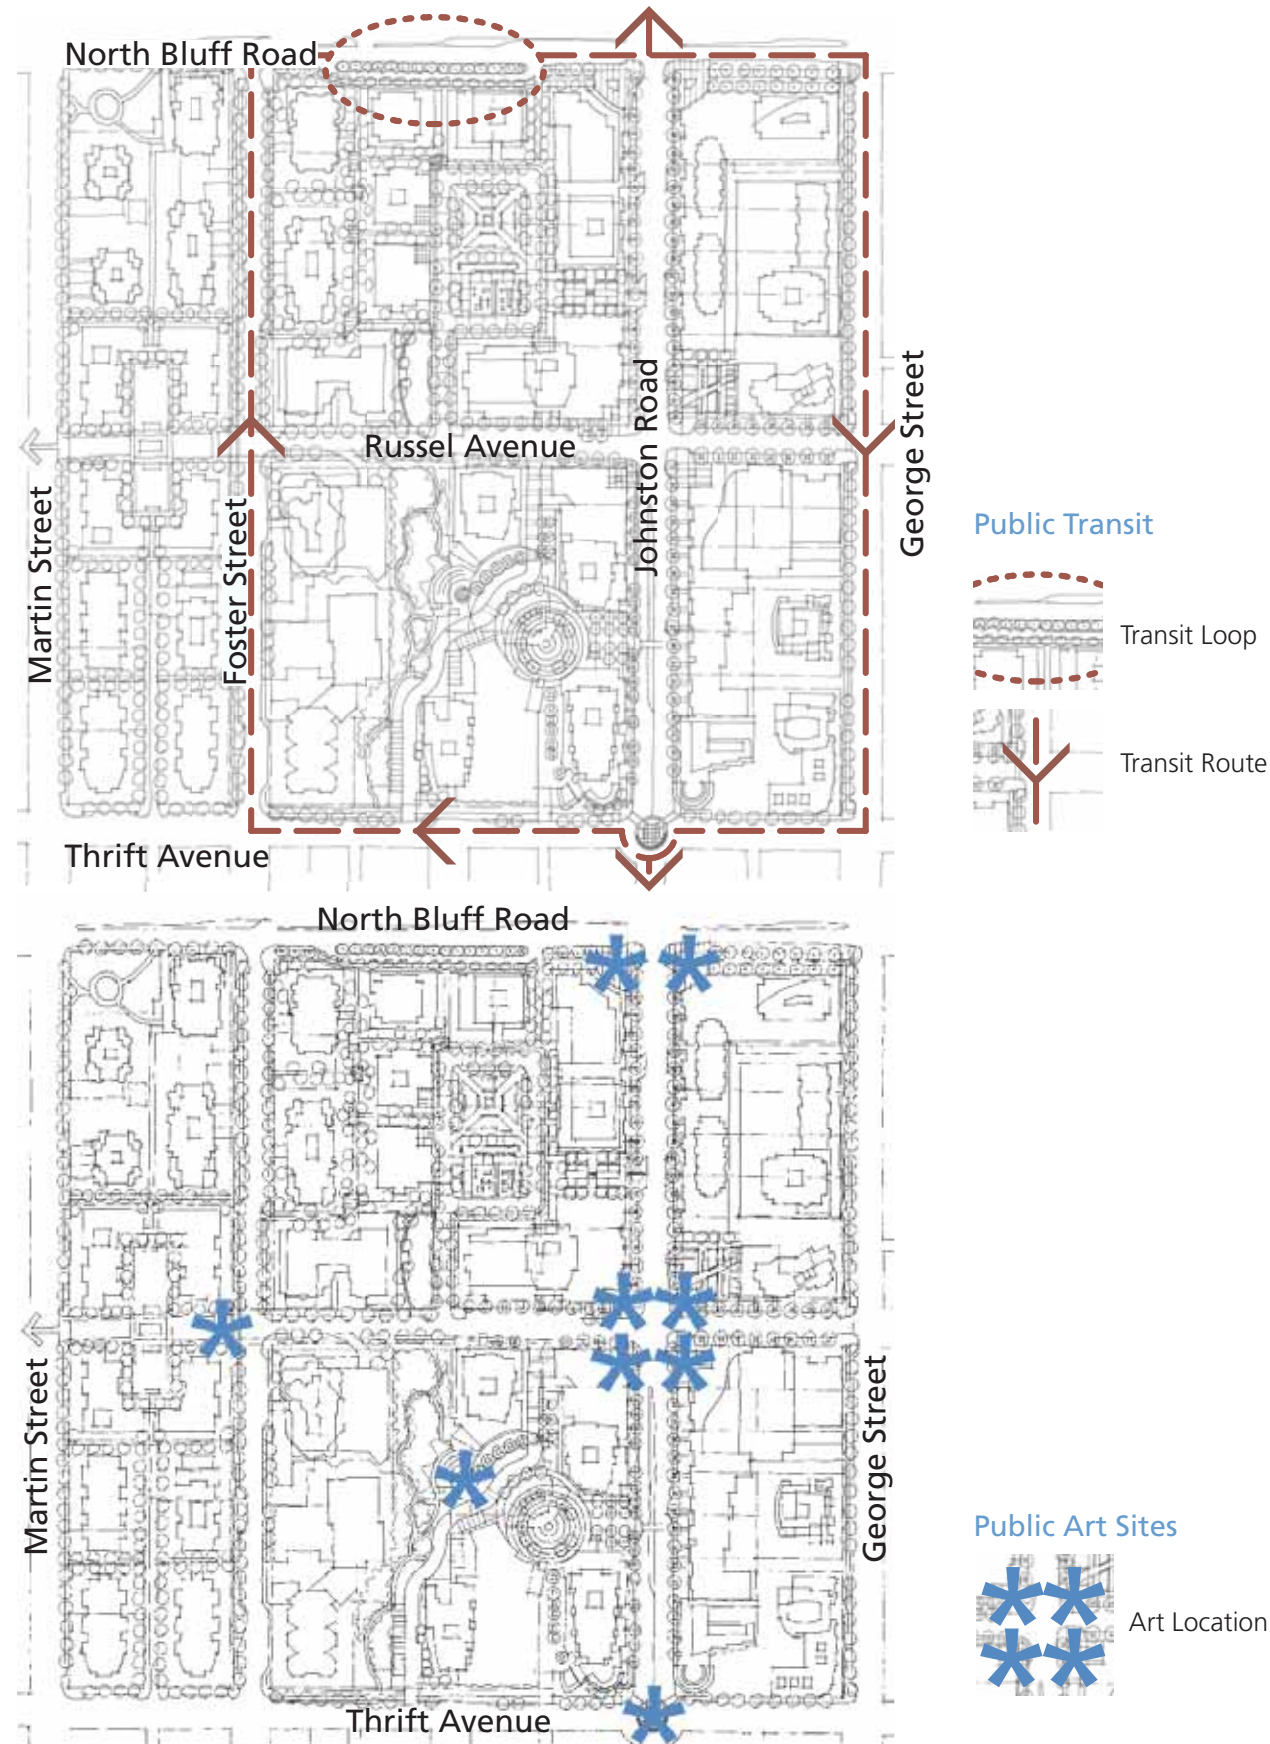 North Bluff Road
Russel Avenue
Johnston Road
George Street
Martin Street
Foster Street
Thrift Avenue
Public Transit
Transit Loop
Transit Route
North Bluff Road
Martin Street
George Street
Thrift Avenue
Public Art Sites
Art Location